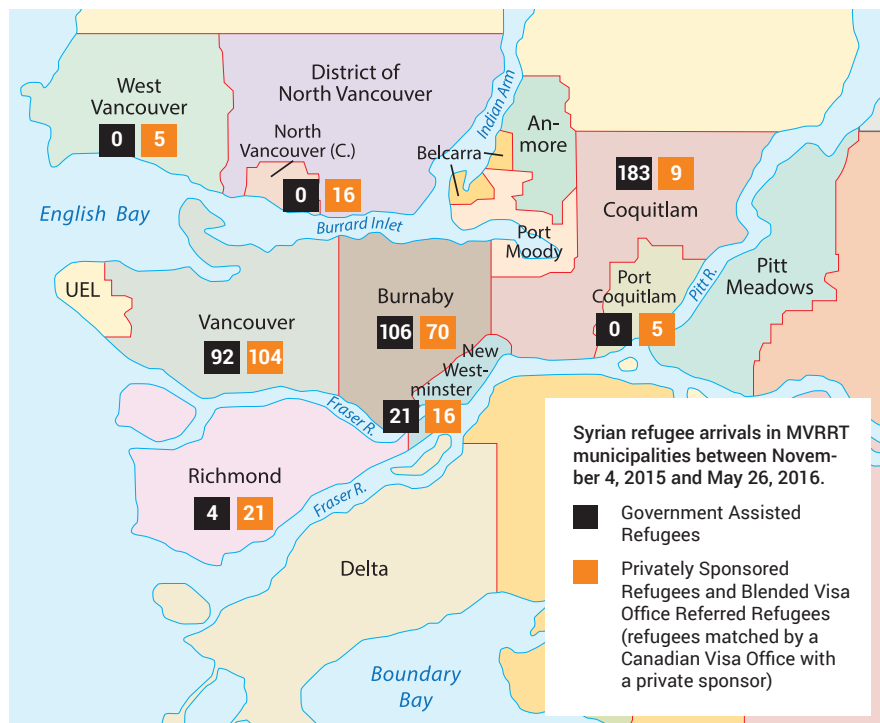 West
Vancouver
0 5
District of
North Vancouver
North
Vancouver (C.)
0 16
Indian Arm
Belcarra
An-
more
183 9
Coquitlam
English Bay
Burrard Inlet
Port
Moody
Port
Coquitlam
0 5
Pitt R.
Pitt
Meadows
UEL
Vancouver
92 104
Burnaby
106 70
New
West-
minster
21 16
Fraser R.
Richmond
4 21
Fraser R.
Delta
Boundary
Bay
Syrian refugee arrivals in MVRRT
municipalities between Novem-
ber 4, 2015 and May 26, 2016.
Government Assisted
Refugees
Privately Sponsored
Refugees and Blended Visa
Office Referred Refugees
(refugees matched by a
Canadian Visa Office with
a private sponsor)